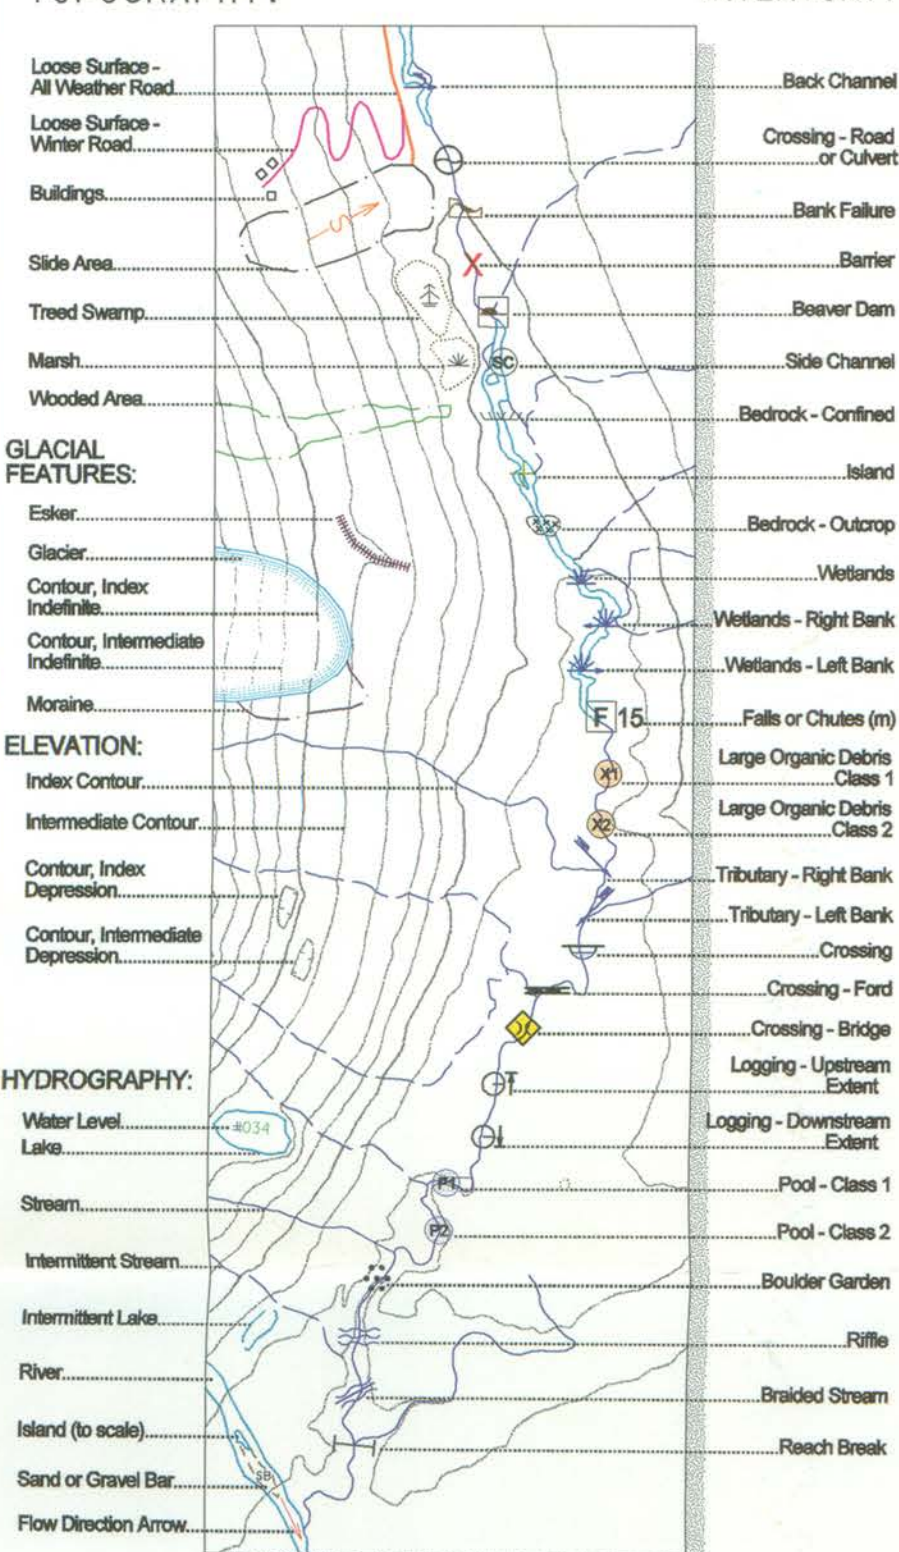 Loose Surface -
All Weather Road
Loose Surface -
Winter Road
Buildings
Slide Area
Treed Swamp
Marsh
Wooded Area
GLACIAL
FEATURES:
Esker
Glacier
Contour, Index
Indefinite
Contour, Intermediate
Indefinite
Moraine
ELEVATION:
Index Contour
Intermediate Contour
Contour, Index
Depression
Contour, Intermediate
Depression
HYDROGRAPHY:
Water Level
Lake
Stream
Intermittent Stream
Intermittent Lake
River
Island (to scale)
Sand or Gravel Bar
Flow Direction Arrow
S
SC
F 15
X1
X2
1034
P1
P2
SB
Back Channel
Crossing - Road
or Culvert
Bank Failure
Barrier
Beaver Dam
Side Channel
Bedrock - Confined
Island
Bedrock - Outcrop
Wetlands
Wetlands - Right Bank
Wetlands - Left Bank
Falls or Chutes (m)
Large Organic Debris
Class 1
Large Organic Debris
Class 2
Tributary - Right Bank
Tributary - Left Bank
Crossing
Crossing - Ford
Crossing - Bridge
Logging - Upstream
Extent
Logging - Downstream
Extent
Pool - Class 1
Pool - Class 2
Boulder Garden
Riffle
Braided Stream
Reach Break